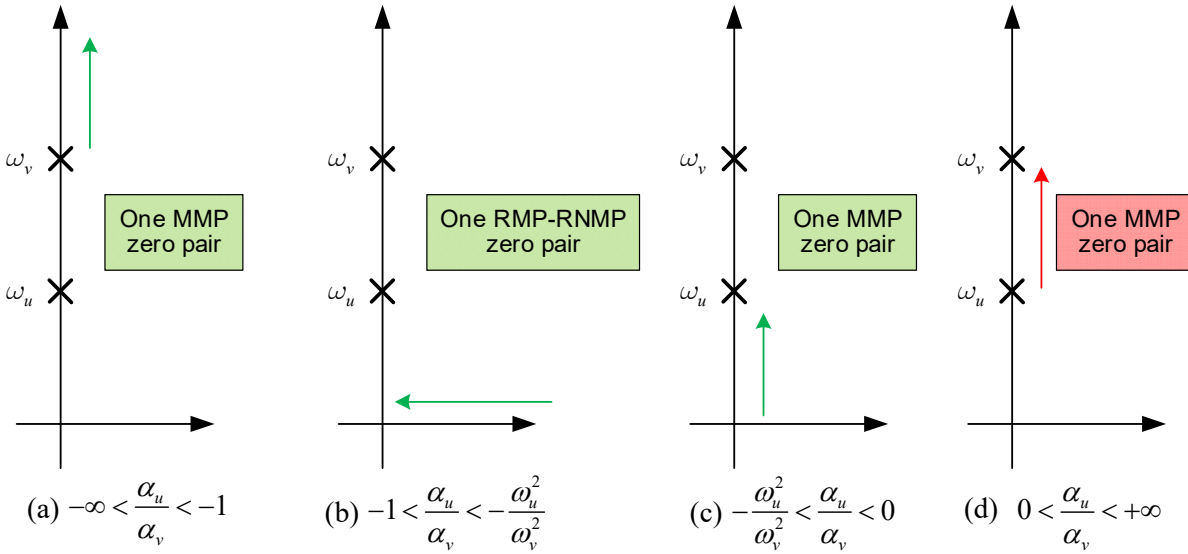 ω_v
One MMP
zero pair
ω_u
(a) −∞ < α_u/α_v < −1
ω_v
One RMP-RNMP
zero pair
ω_u
(b) −1 < α_u/α_v < −ω_u²/ω_v²
ω_v
One MMP
zero pair
ω_u
(c) −ω_u²/ω_v² < α_u/α_v < 0
ω_v
One MMP
zero pair
ω_u
(d) 0 < α_u/α_v < +∞